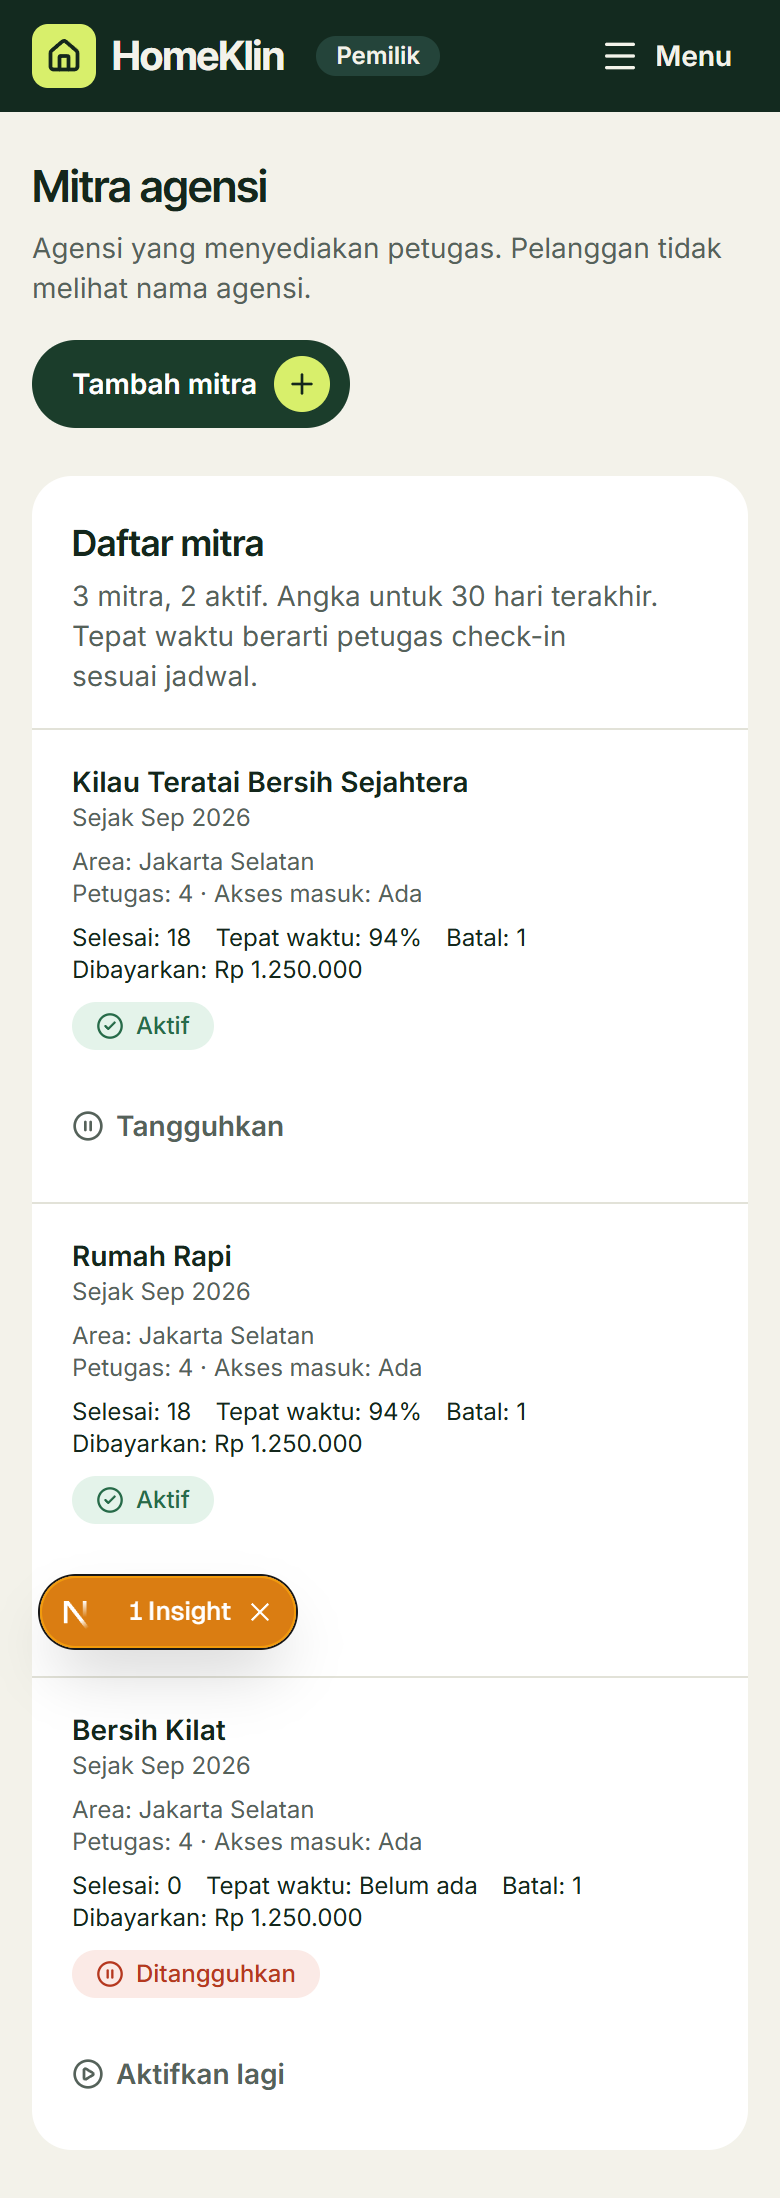 HomeKlin
Pemilik
Menu
Mitra agensi
Agensi yang menyediakan petugas. Pelanggan tidak
melihat nama agensi.
Tambah mitra
Daftar mitra
3 mitra, 2 aktif. Angka untuk 30 hari terakhir.
Tepat waktu berarti petugas check-in
sesuai jadwal.
Kilau Teratai Bersih Sejahtera
Sejak Sep 2026
Area: Jakarta Selatan
Petugas: 4 · Akses masuk: Ada
Selesai: 18 Tepat waktu: 94% Batal: 1
Dibayarkan: Rp 1.250.000
Aktif
Tangguhkan
Rumah Rapi
Sejak Sep 2026
Area: Jakarta Selatan
Petugas: 4 · Akses masuk: Ada
Selesai: 18 Tepat waktu: 94% Batal: 1
Dibayarkan: Rp 1.250.000
Aktif
N 1 Insight
Bersih Kilat
Sejak Sep 2026
Area: Jakarta Selatan
Petugas: 4 · Akses masuk: Ada
Selesai: 0 Tepat waktu: Belum ada Batal: 1
Dibayarkan: Rp 1.250.000
Ditangguhkan
Aktifkan lagi